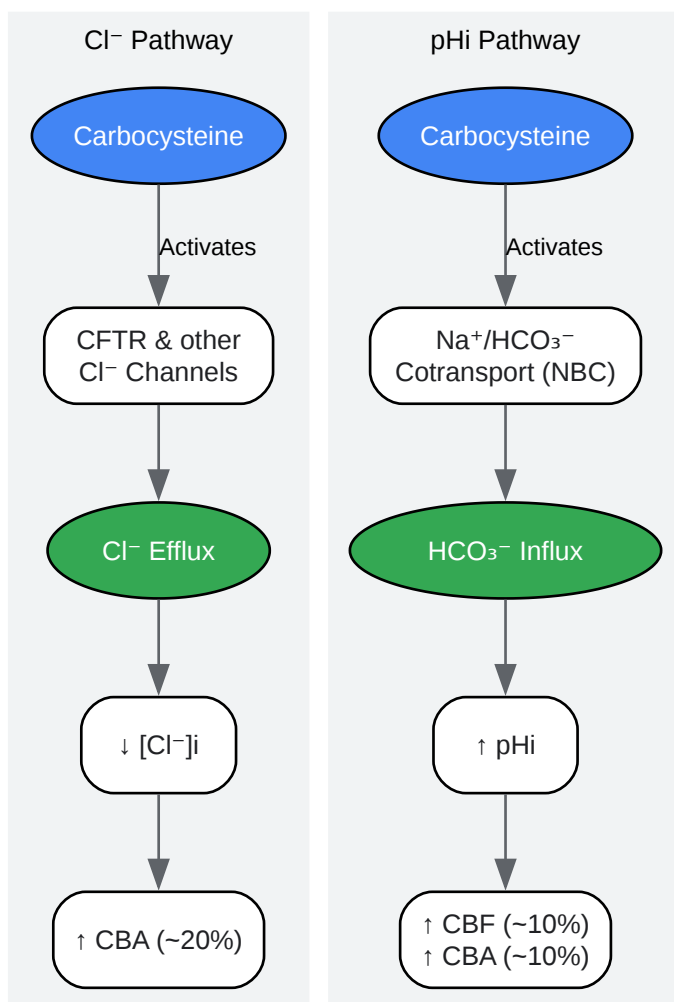 Cl⁻ Pathway
Carbocysteine
Activates
CFTR & other
Cl⁻ Channels
Cl⁻ Efflux
↓ [Cl⁻]i
↑ CBA (~20%)
pHi Pathway
Carbocysteine
Activates
Na⁺/HCO₃⁻
Cotransport (NBC)
HCO₃⁻ Influx
↑ pHi
↑ CBF (~10%)
↑ CBA (~10%)